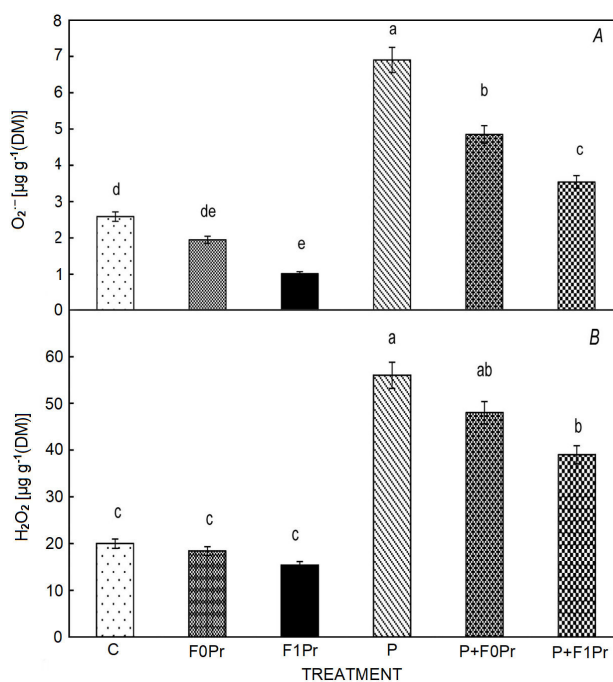 A
8
7
6
5
4
3
2
1
0
O₂·− [µg g⁻¹(DM)]
d
de
e
a
b
c
B
60
50
40
30
20
10
0
H₂O₂ [µg g⁻¹(DM)]
c
c
c
a
ab
b
C F0Pr F1Pr P P+F0Pr P+F1Pr
TREATMENT